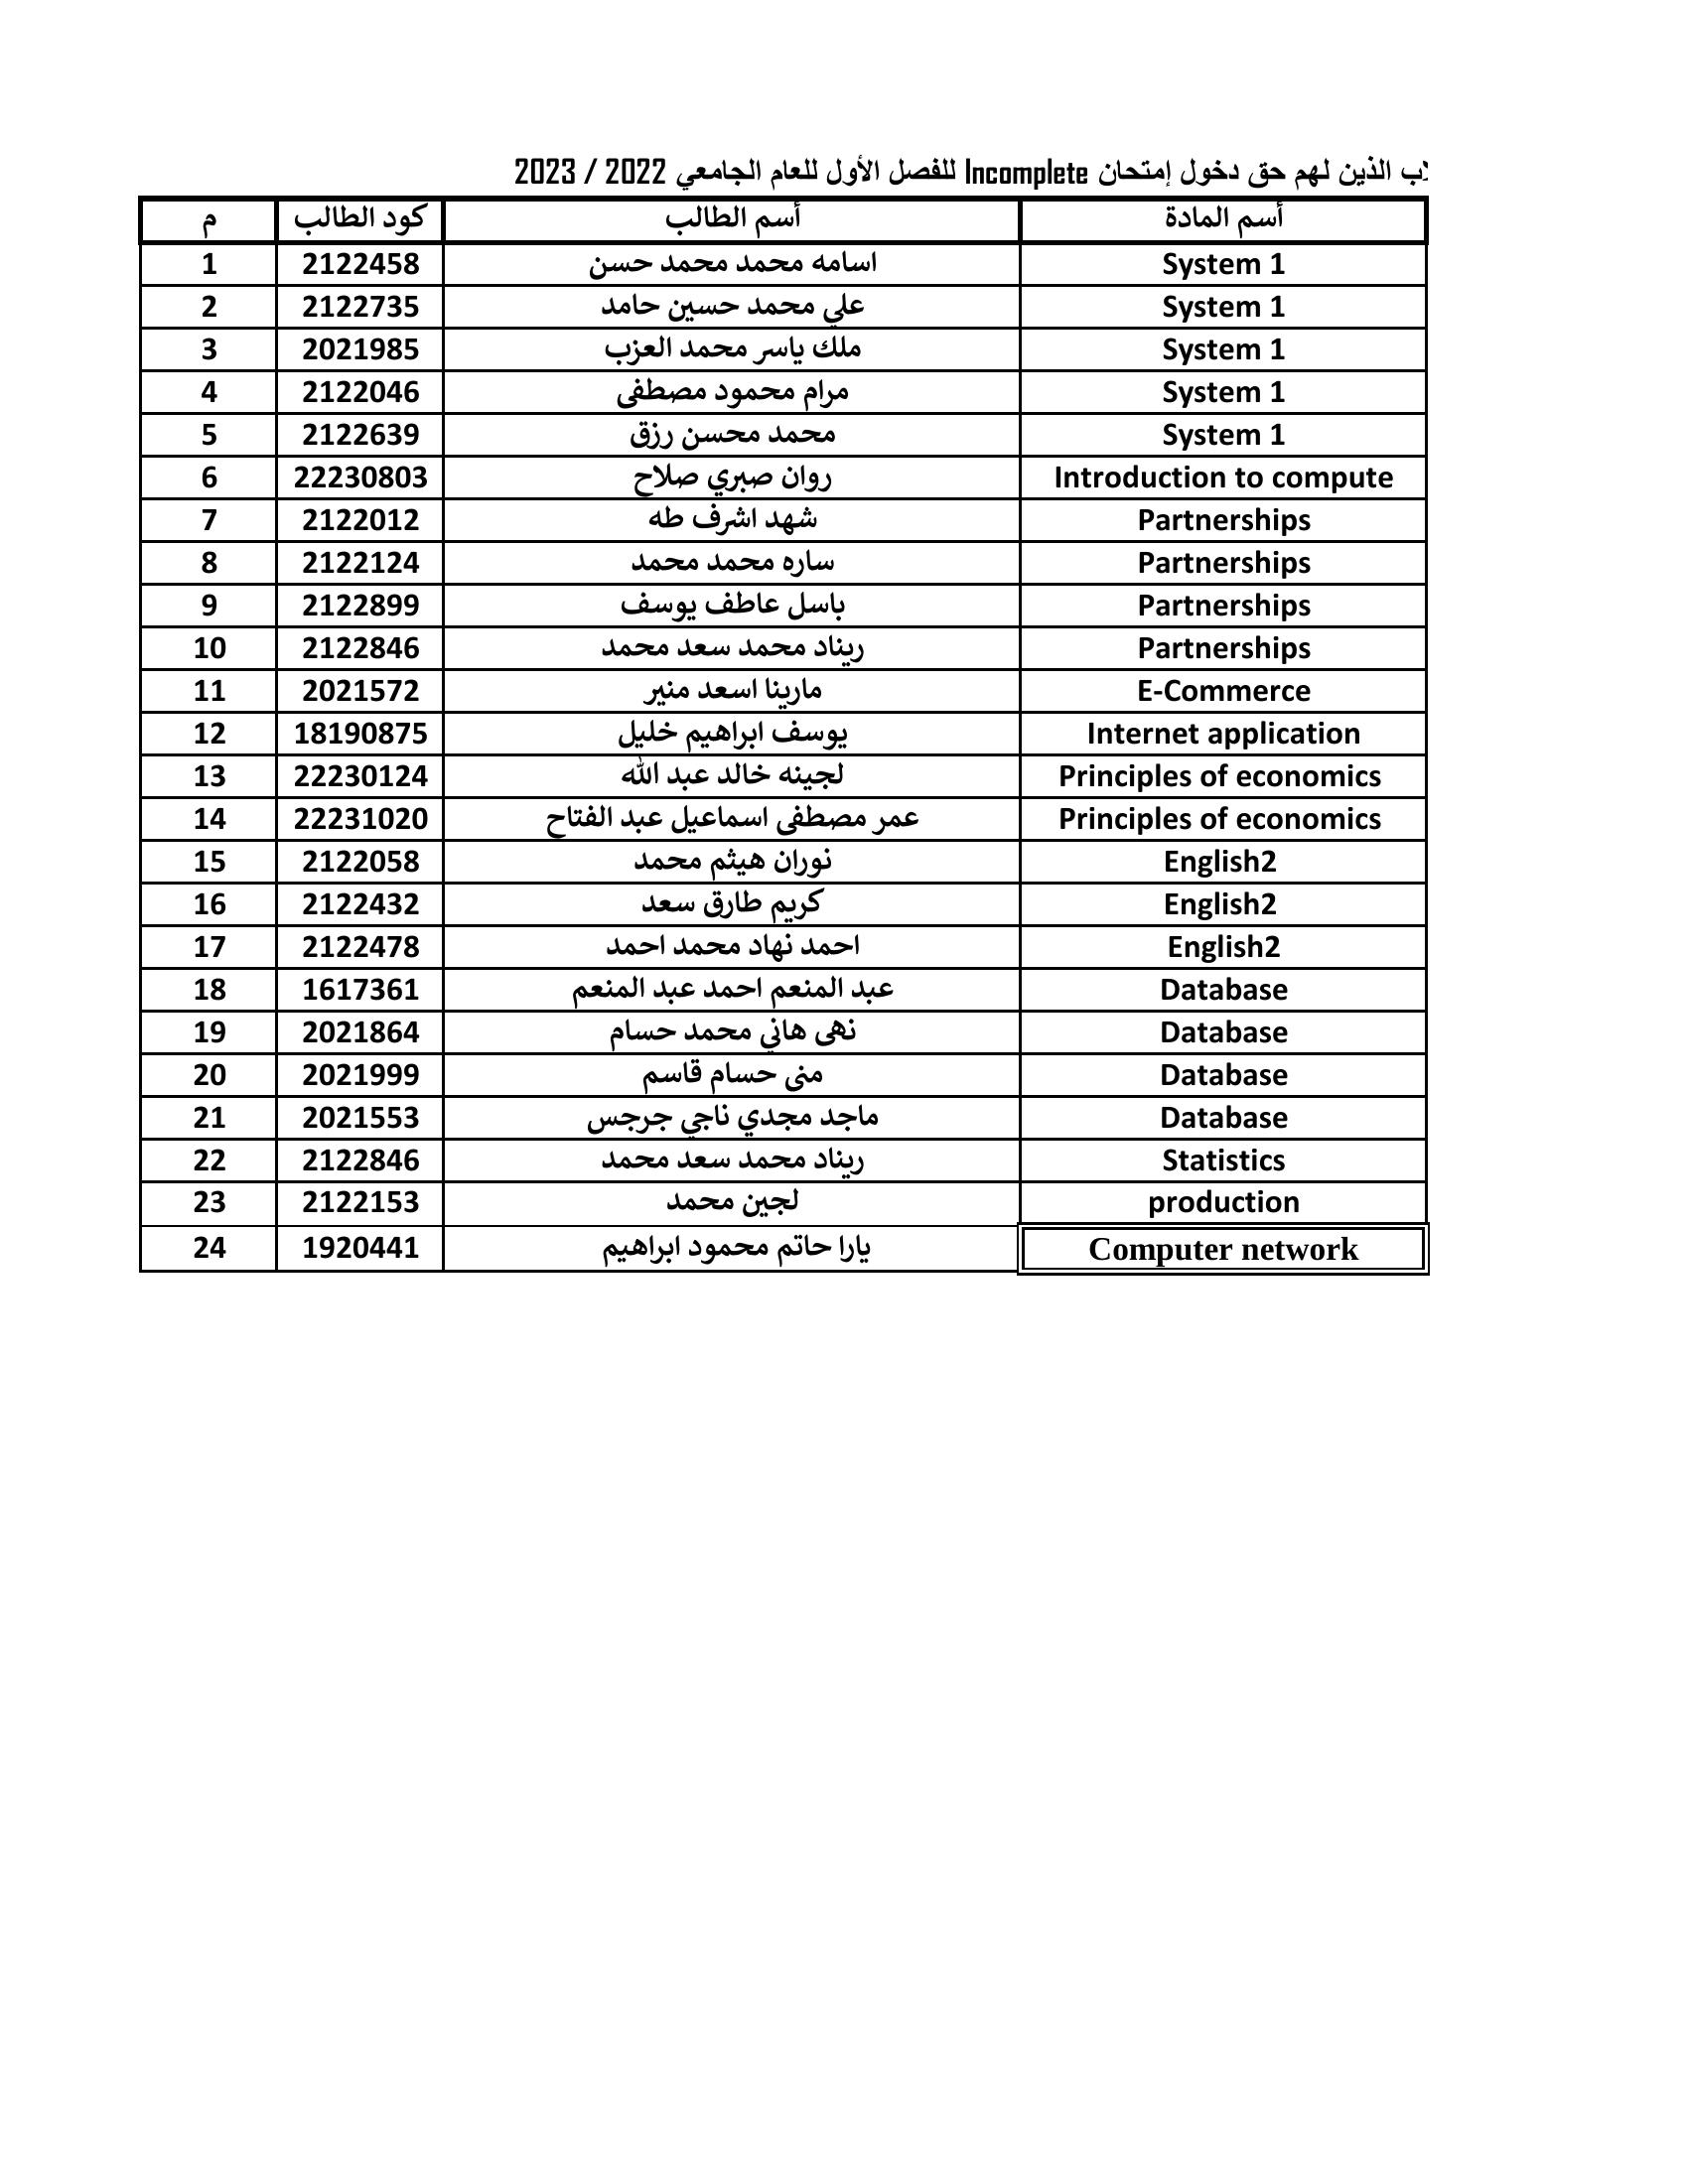 الذين لهم حق دخول إمتحان Incomplete للفصل الأول للعام الجامعي 2022 / 2023
م كود الطالب أسم الطالب أسم المادة
1 2122458 اسامه محمد محمد حسن System 1
2 2122735 علي محمد حسين حامد System 1
3 2021985 ملك ياسر محمد العزب System 1
4 2122046 مرام محمود مصطفى System 1
5 2122639 محمد محسن رزق System 1
6 22230803 روان صبري صلاح Introduction to compute
7 2122012 شهد اشرف طه Partnerships
8 2122124 ساره محمد محمد Partnerships
9 2122899 باسل عاطف يوسف Partnerships
10 2122846 ريناد محمد سعد محمد Partnerships
11 2021572 مارينا اسعد منير E-Commerce
12 18190875 يوسف ابراهيم خليل Internet application
13 22230124 لجينه خالد عبد الله Principles of economics
14 22231020 عمر مصطفى اسماعيل عبد الفتاح Principles of economics
15 2122058 نوران هيثم محمد English2
16 2122432 كريم طارق سعد English2
17 2122478 احمد نهاد محمد احمد English2
18 1617361 عبد المنعم احمد عبد المنعم Database
19 2021864 نهى هاني محمد حسام Database
20 2021999 منى حسام قاسم Database
21 2021553 ماجد مجدي ناجي جرجس Database
22 2122846 ريناد محمد سعد محمد Statistics
23 2122153 لجين محمد production
24 1920441 يارا حاتم محمود ابراهيم Computer network